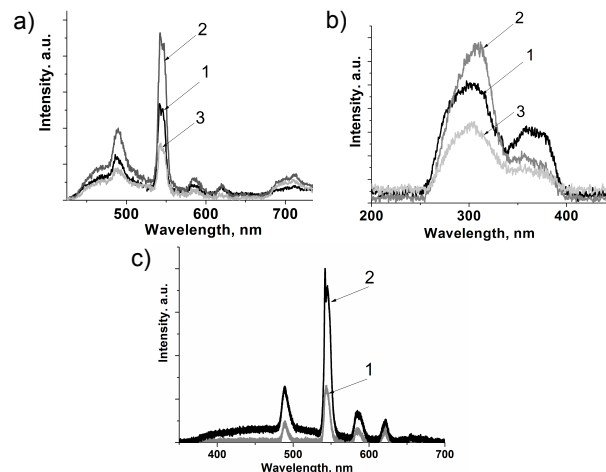 a)
Intensity. a.u.
2
1
3
500
600
700
Wavelength, nm
b)
Intensity. a.u.
2
1
3
200
300
400
Wavelength, nm
c)
Intensity. a.u.
2
1
400
500
600
700
Wavelength, nm